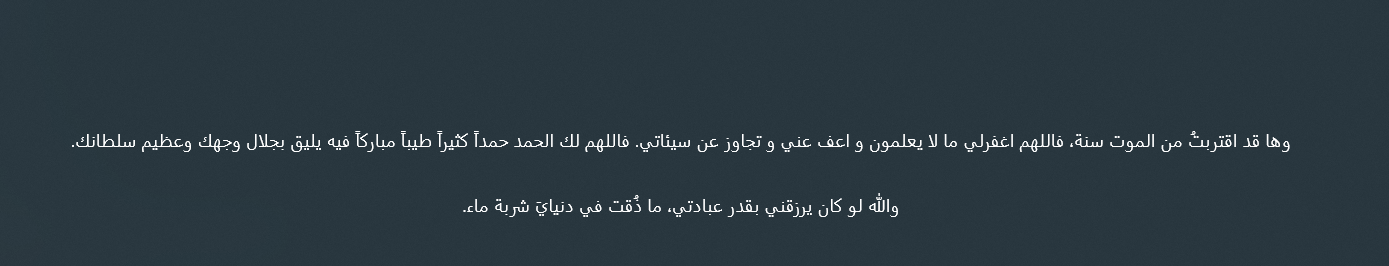 وها قد اقتربتُ من الموت سنة، فاللهم اغفرلي ما لا يعلمون و اعف عني و تجاوز عن سيئاتي. فاللهم لك الحمد حمداً كثيراً طيباً مباركاً فيه يليق بجلال وجهك وعظيم سلطانك.
والله لو كان يرزقني بقدر عبادتي، ما ذُقت في دنيايَ شربة ماء.